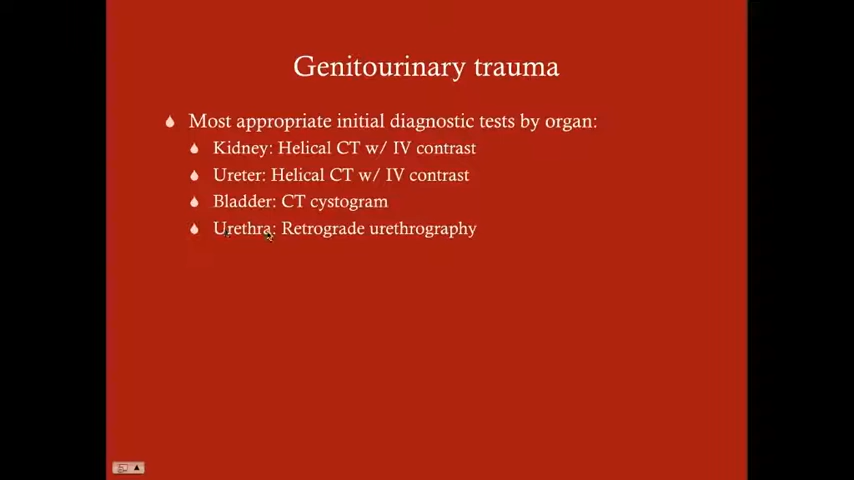 Genitourinary trauma
Most appropriate initial diagnostic tests by organ:
Kidney: Helical CT w/ IV contrast
Ureter: Helical CT w/ IV contrast
Bladder: CT cystogram
Urethra: Retrograde urethrography